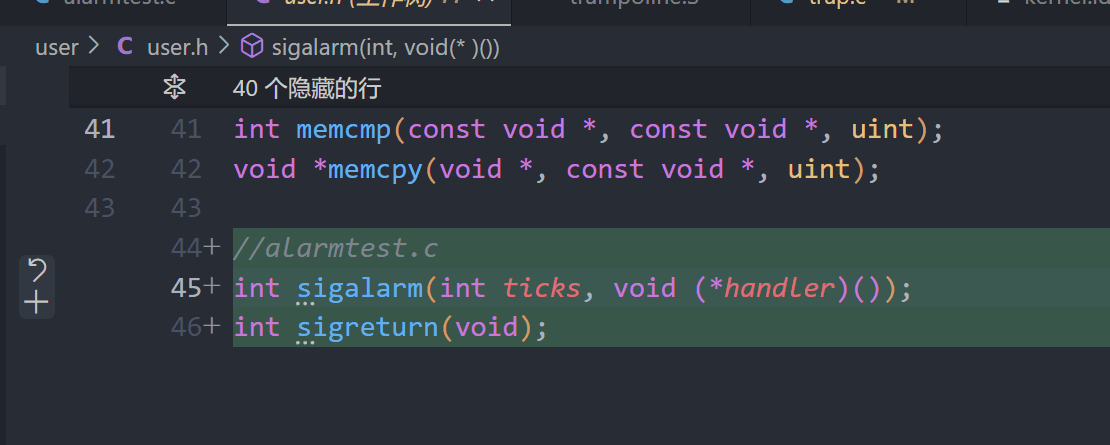 alarmtest.c user.h (工作树) trampoline.S trap.c M
user > C user.h > sigalarm(int, void(* )())
40 个隐藏的行
41 41 int memcmp(const void *, const void *, uint);
42 42 void *memcpy(void *, const void *, uint);
43 43
44+ //alarmtest.c
45+ int sigalarm(int ticks, void (*handler)());
46+ int sigreturn(void);